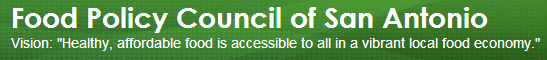 Food Policy Council of San Antonio
Vision: "Healthy, affordable food is accessible to all in a vibrant local food economy."